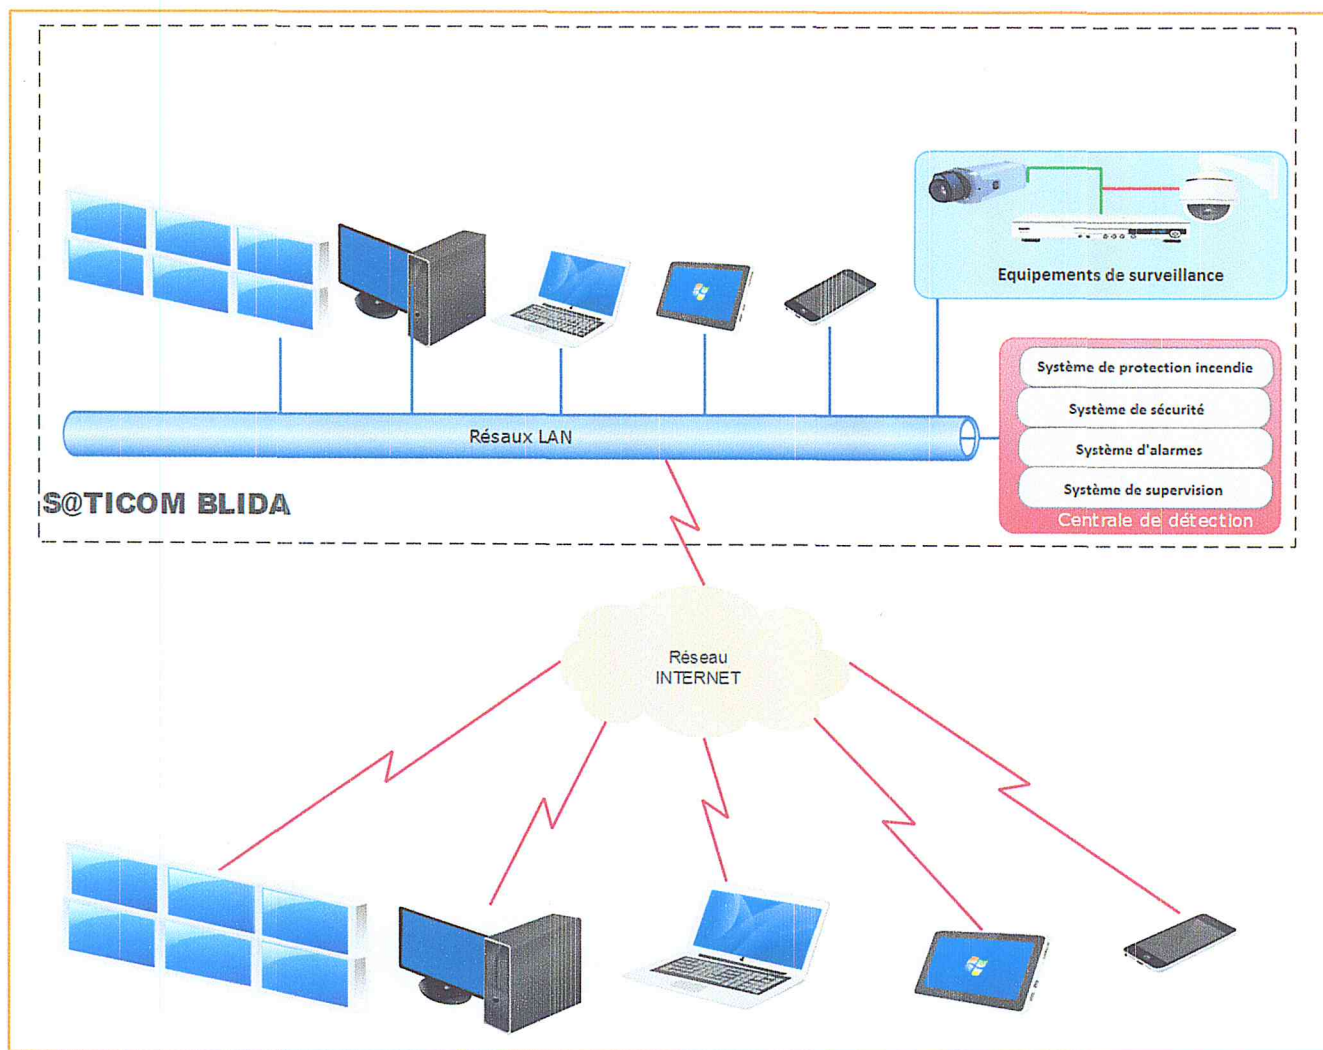 Equipements de surveillance
Système de protection incendie
Système de sécurité
Système d'alarmes
Système de supervision
Centrale de détection
Résaux LAN
S@TICOM BLIDA
Réseau
INTERNET